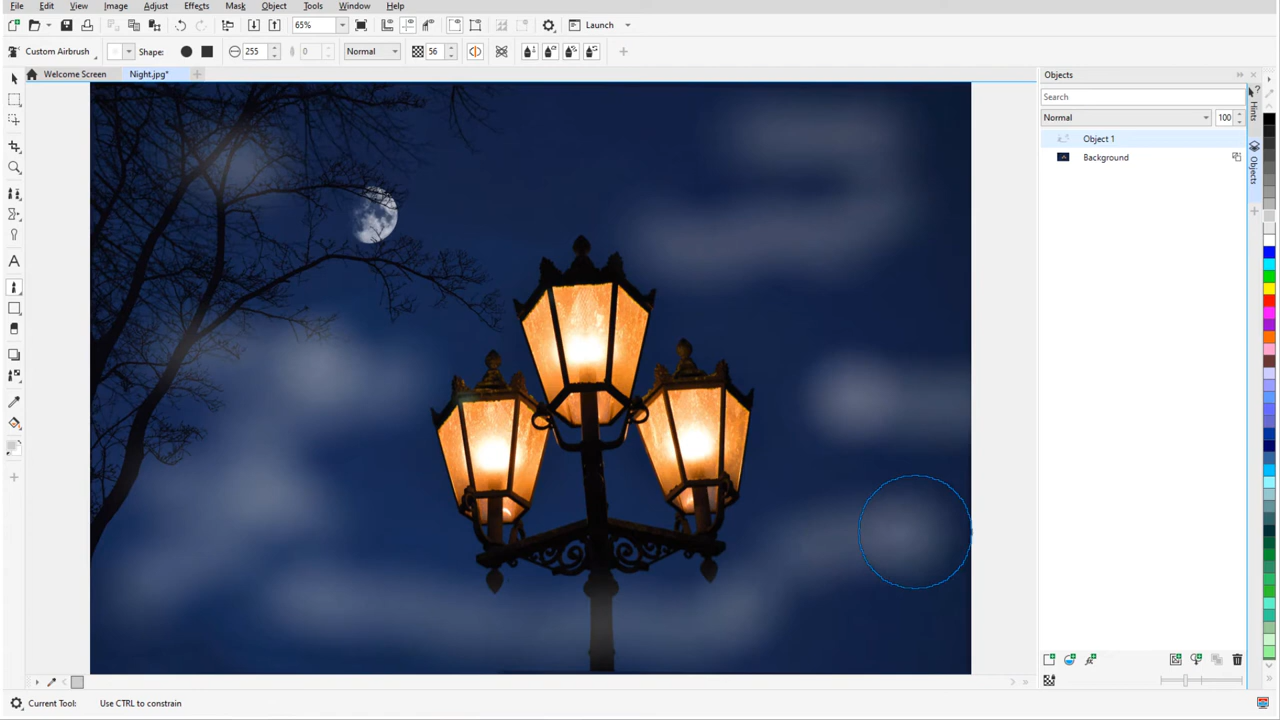 File Edit View Image Adjust Effects Mask Object Tools Window Help
65% Launch
Custom Airbrush Shape: 255 0 Normal 56
Welcome Screen Night.jpg*
Objects
Search
Normal 100
Object 1
Background
Hints
Objects
Current Tool: Use CTRL to constrain